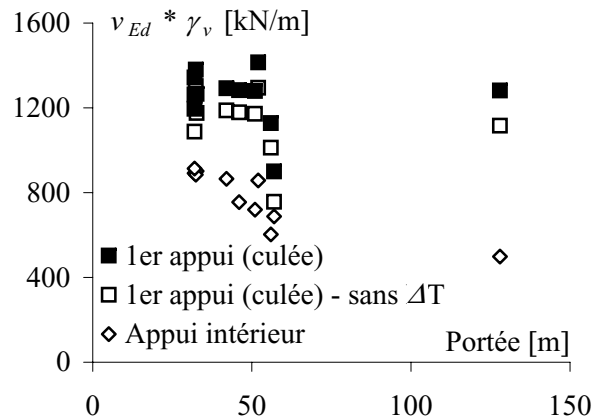 v Ed * γ v [kN/m]
1600
1200
800
400
0
1er appui (culée)
1er appui (culée) - sans ΔT
Appui intérieur
Portée [m]
0 50 100 150